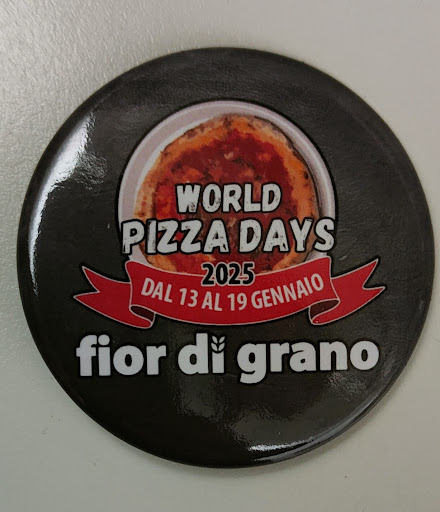 WORLD
PIZZA DAYS
2025
DAL 13 AL 19 GENNAIO
fior di grano